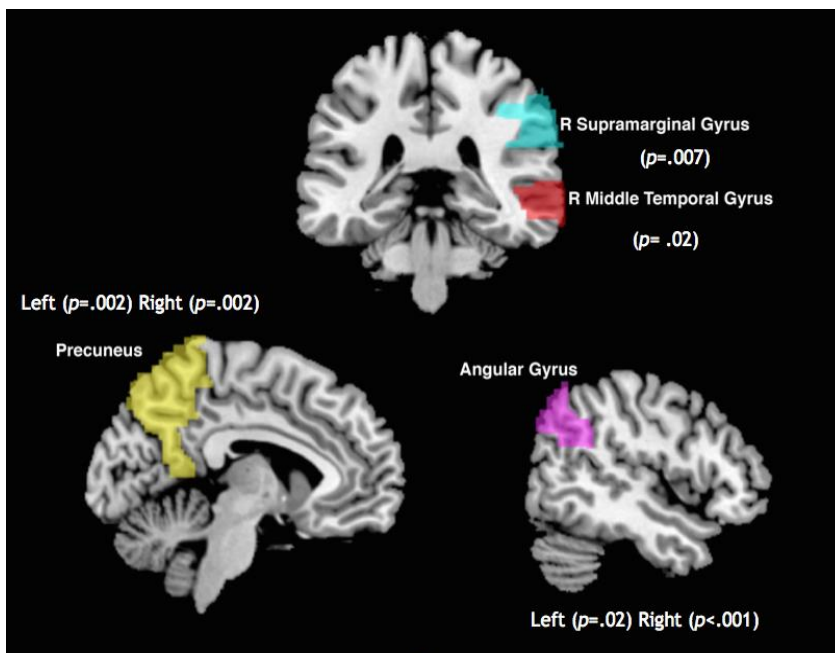 R Supramarginal Gyrus
(p=.007)
R Middle Temporal Gyrus
(p= .02)
Left (p=.002) Right (p=.002)
Precuneus
Angular Gyrus
Left (p=.02) Right (p<.001)